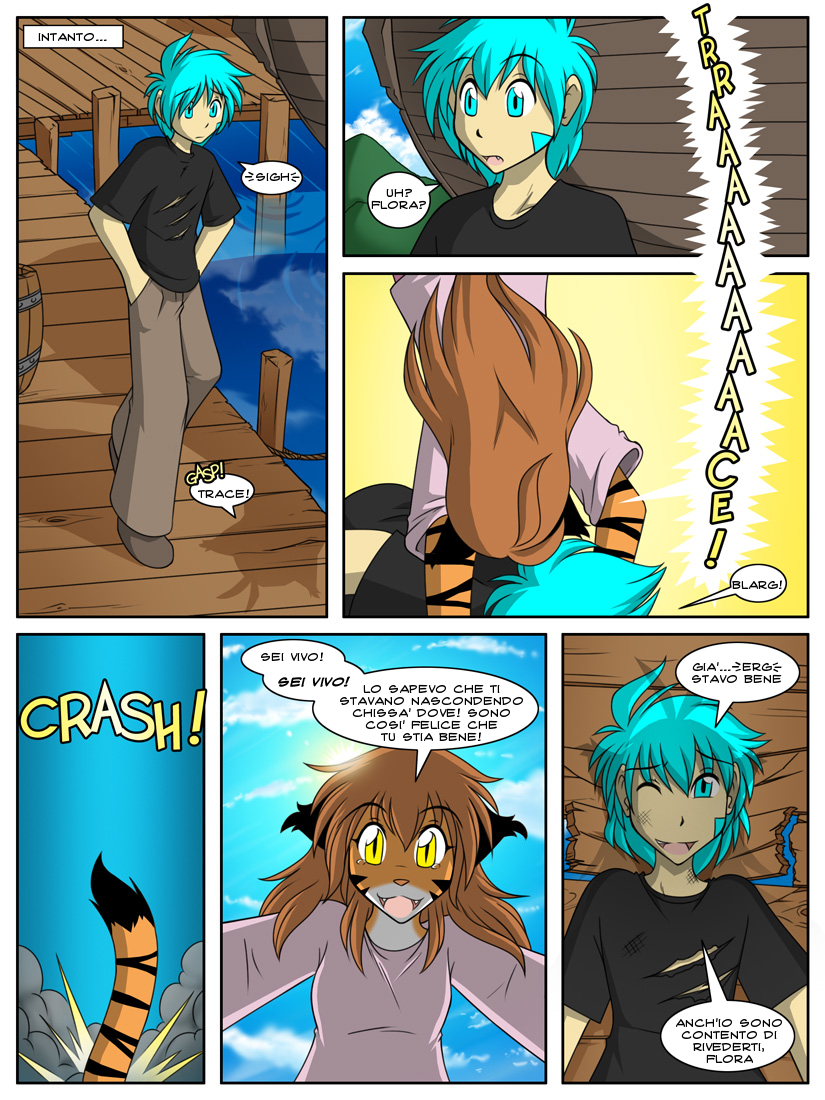 INTANTO...
SIGH
GASP!
TRACE!
UH?
FLORA?
TRRAAAAAAAAAACE!
BLARG!
CRASH!
SEI VIVO!
SEI VIVO!
LO SAPEVO CHE TI
STAVANO NASCONDENDO
CHISSA' DOVE! SONO
COSI' FELICE CHE
TU STIA BENE!
GIA'...ERG
STAVO BENE
ANCH'IO SONO
CONTENTO DI
RIVEDERTI,
FLORA